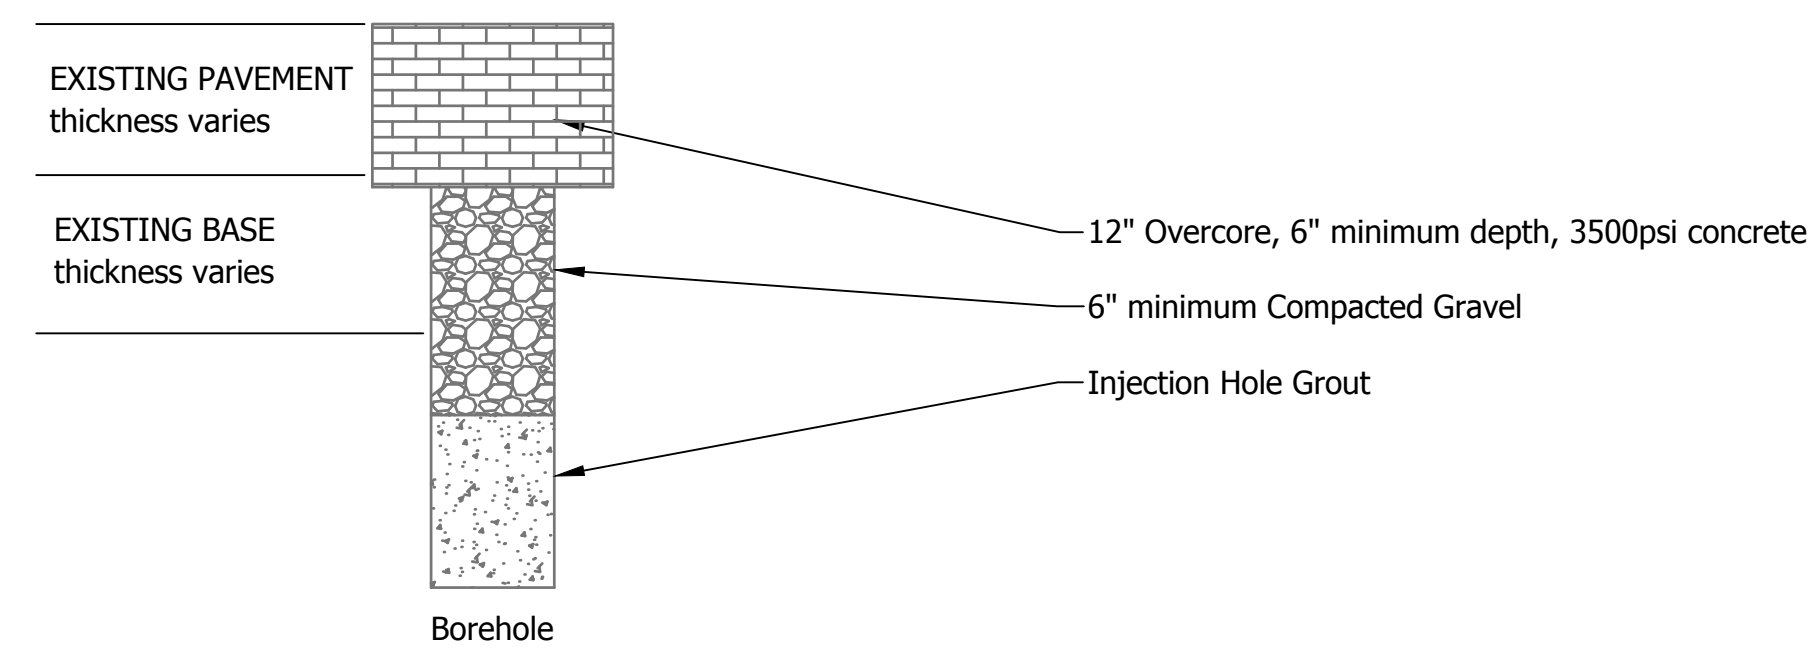 EXISTING PAVEMENT
thickness varies
EXISTING BASE
thickness varies
12" Overcore, 6" minimum depth, 3500psi concrete
6" minimum Compacted Gravel
Injection Hole Grout
Borehole